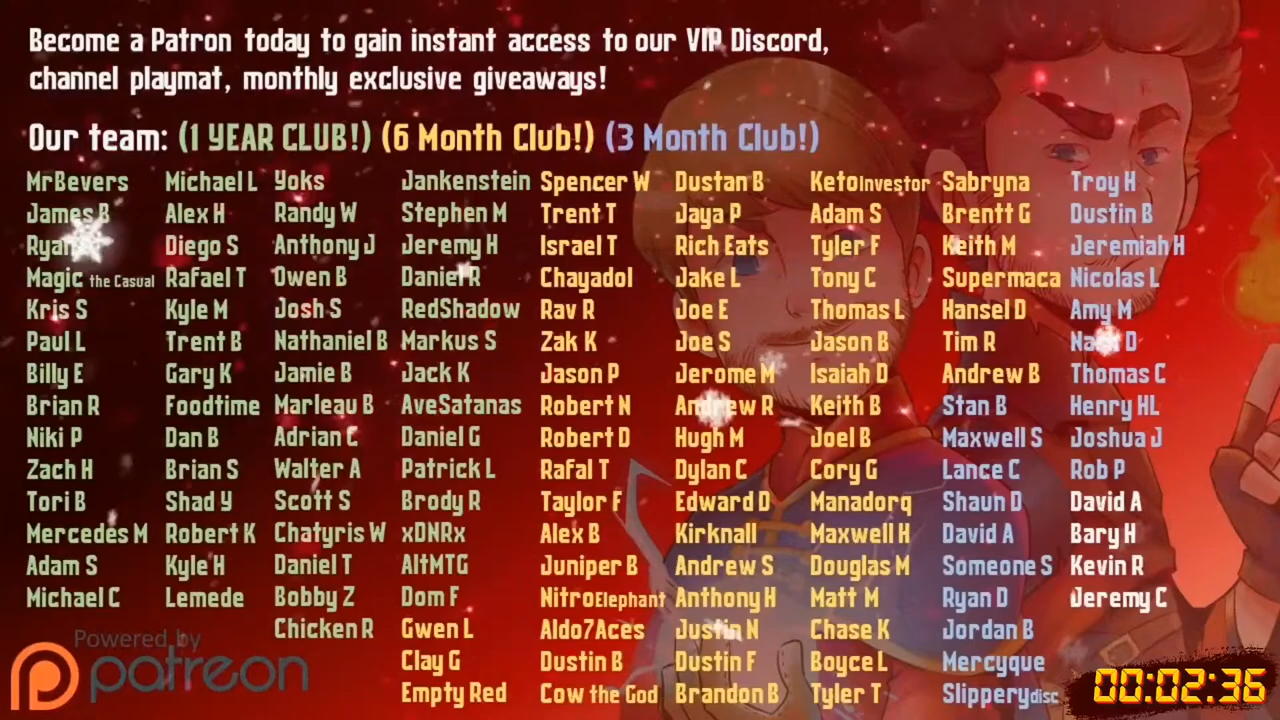 Become a Patron today to gain instant access to our VIP Discord,
channel playmat, monthly exclusive giveaways!
Our team: (1 YEAR CLUB!) (6 Month Club!) (3 Month Club!)
MrBevers Michael L Yoks Jankenstein Spencer W Dustan B KetoInvestor Sabryna Troy H
James B Alex H Randy W Stephen M Trent T Jaya P Adam S Brentt G Dustin B
Ryan Diego S Anthony J Jeremy H Israel T Rich Eats Tyler F Keith M Jeremiah H
Magic the Casual Rafael T Owen B Daniel R Chayadol Jake L Tony C Supermaca Nicolas L
Kris S Kyle M Josh S RedShadow Rav R Joe E Thomas L Hansel D Amy M
Paul L Trent B Nathaniel B Markus S Zak K Joe S Jason B Tim R D
Billy E Gary K Jamie B Jack K Jason P Jerome M Isaiah D Andrew B Thomas C
Brian R Foodtime Marleau B AveSatanas Robert N Andrew R Keith B Stan B Henry HL
Niki P Dan B Adrian C Daniel G Robert D Hugh M Joel B Maxwell S Joshua J
Zach H Brian S Walter A Patrick L Rafal T Dylan C Cory G Lance C Rob P
Tori B Shad Y Scott S Brody R Taylor F Edward D Manadorq Shaun D David A
Mercedes M Robert K Chatyris W xDNRx Alex B Kirknall Maxwell H David A Bary H
Adam S Kyle H Daniel T AltMTG Juniper B Andrew S Douglas M Someone S Kevin R
Michael C Lemede Bobby Z Dom F NitroElephant Anthony H Matt M Ryan D Jeremy C
Chicken R Gwen L Aldo7Aces Justin N Chase K Jordan B
Clay G Dustin B Dustin F Boyce L Mercyque
Empty Red Cow the God Brandon B Tyler T Slipperydisc
Powered by
patreon
00:02:36